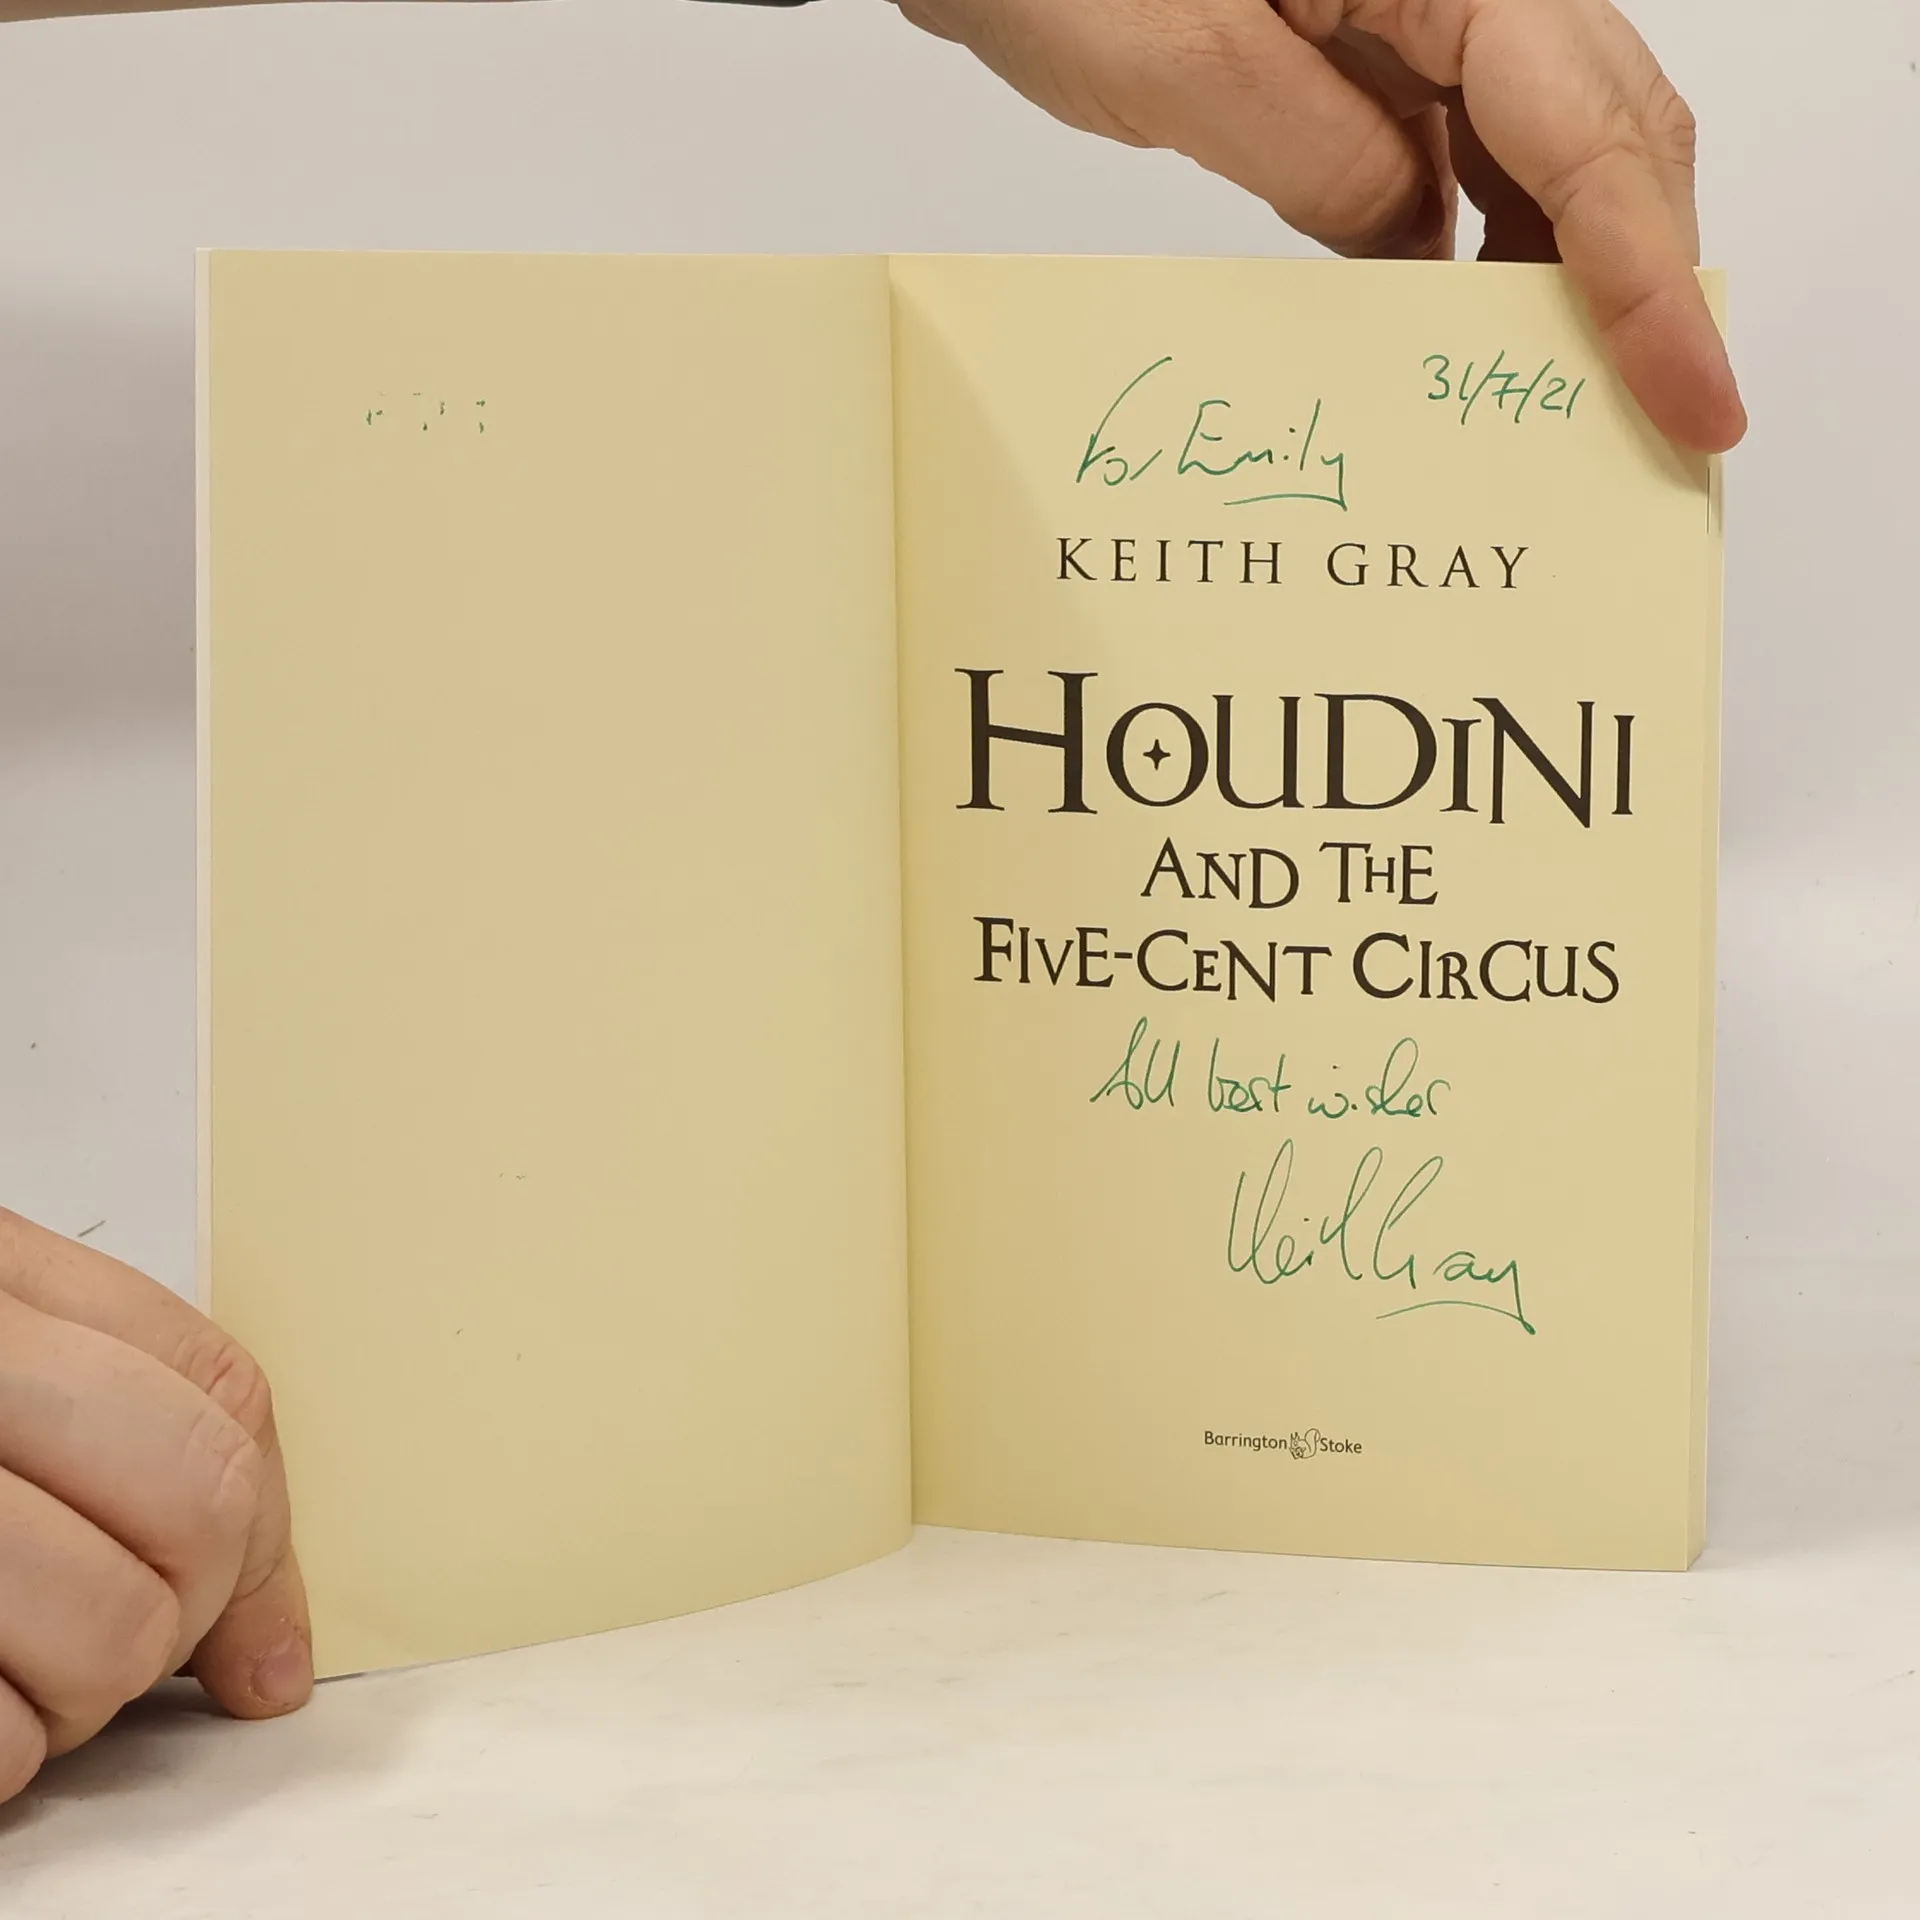 31/7/21
For Emily
KEITH GRAY
HOUDINI
AND THE
FIVE-CENT CIRCUS
All best wishes
Keith Gray
Barrington Stoke